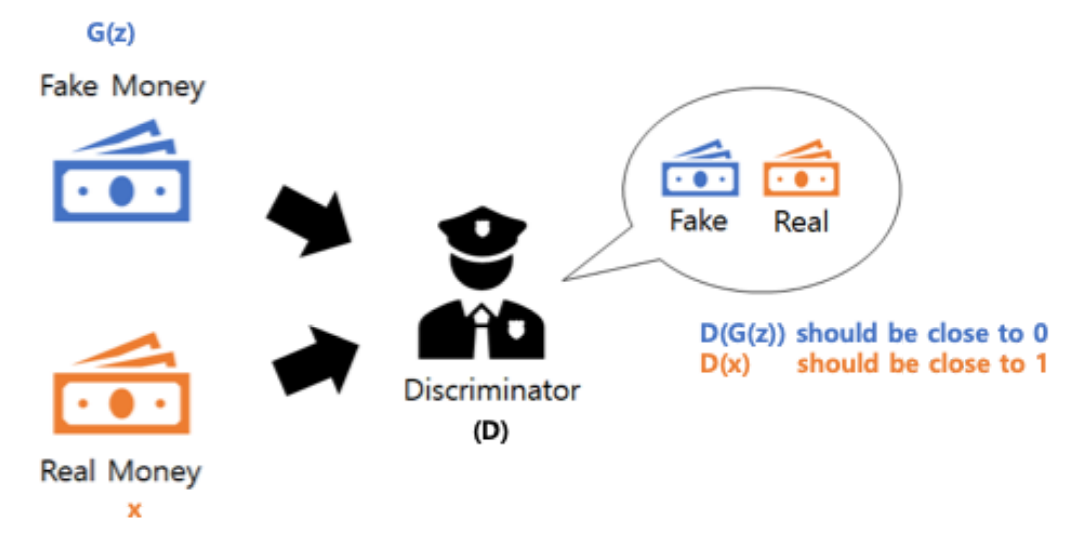 G(z)
Fake Money
Fake Real
D(G(z)) should be close to 0
D(x) should be close to 1
Discriminator
(D)
Real Money
x